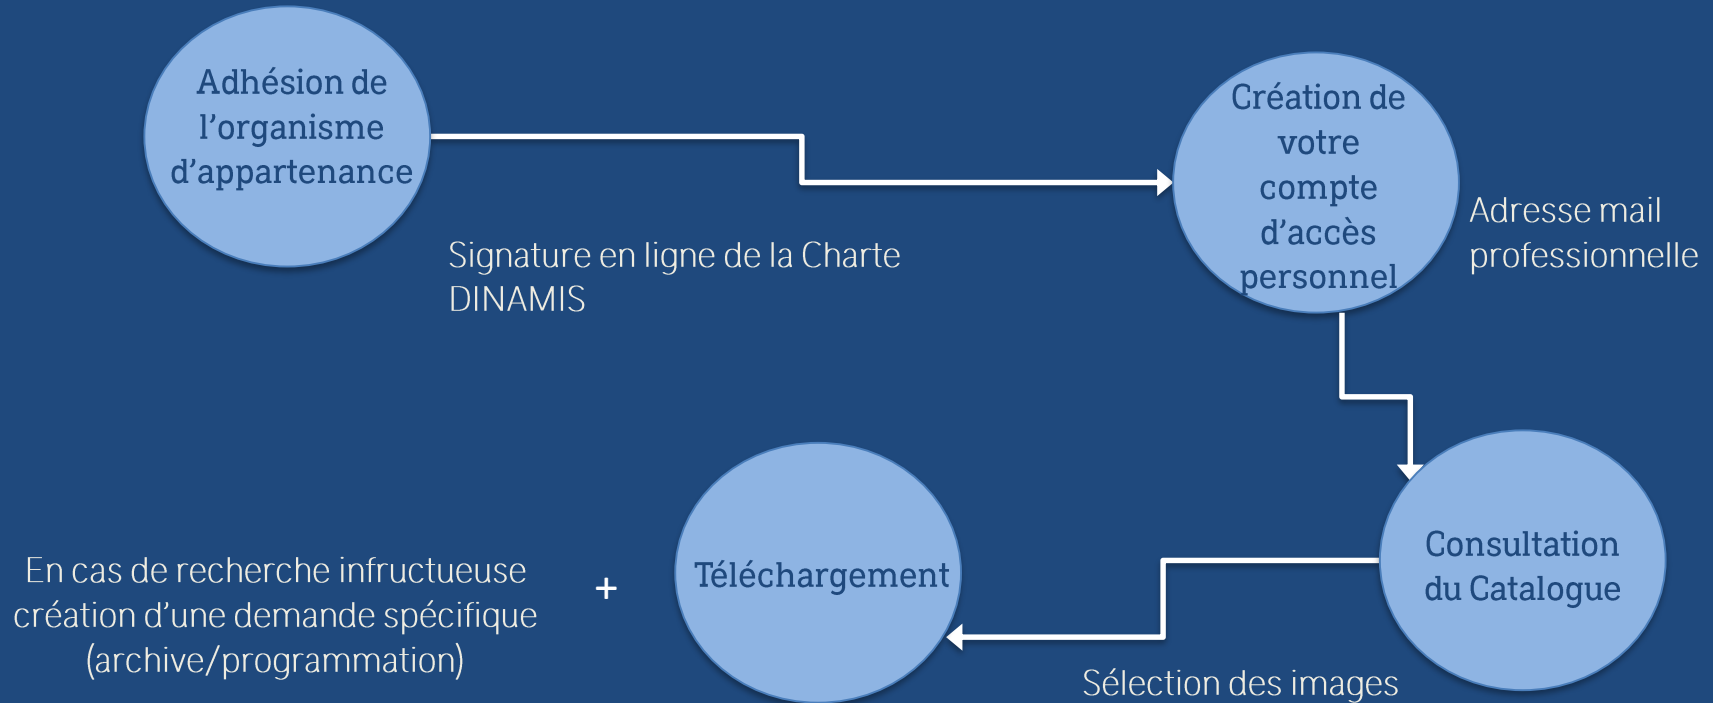 Adhésion de
l’organisme
d’appartenance
Signature en ligne de la Charte
DINAMIS
Création de
votre
compte
d’accès
personnel
Adresse mail
professionnelle
Consultation
du Catalogue
Sélection des images
Téléchargement
+
En cas de recherche infructueuse
création d’une demande spécifique
(archive/programmation)